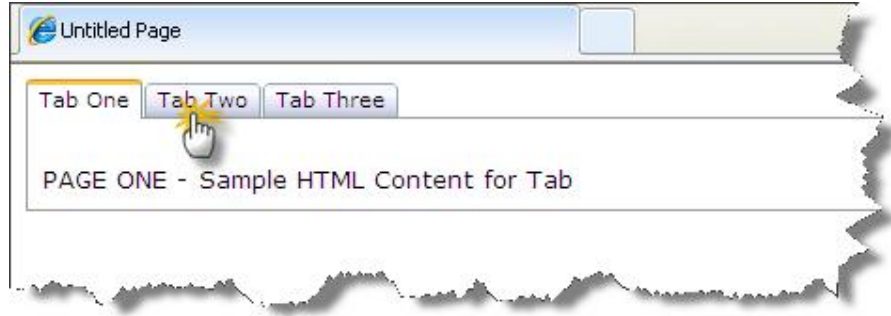 Untitled Page
Tab One Tab Two Tab Three
PAGE ONE - Sample HTML Content for Tab